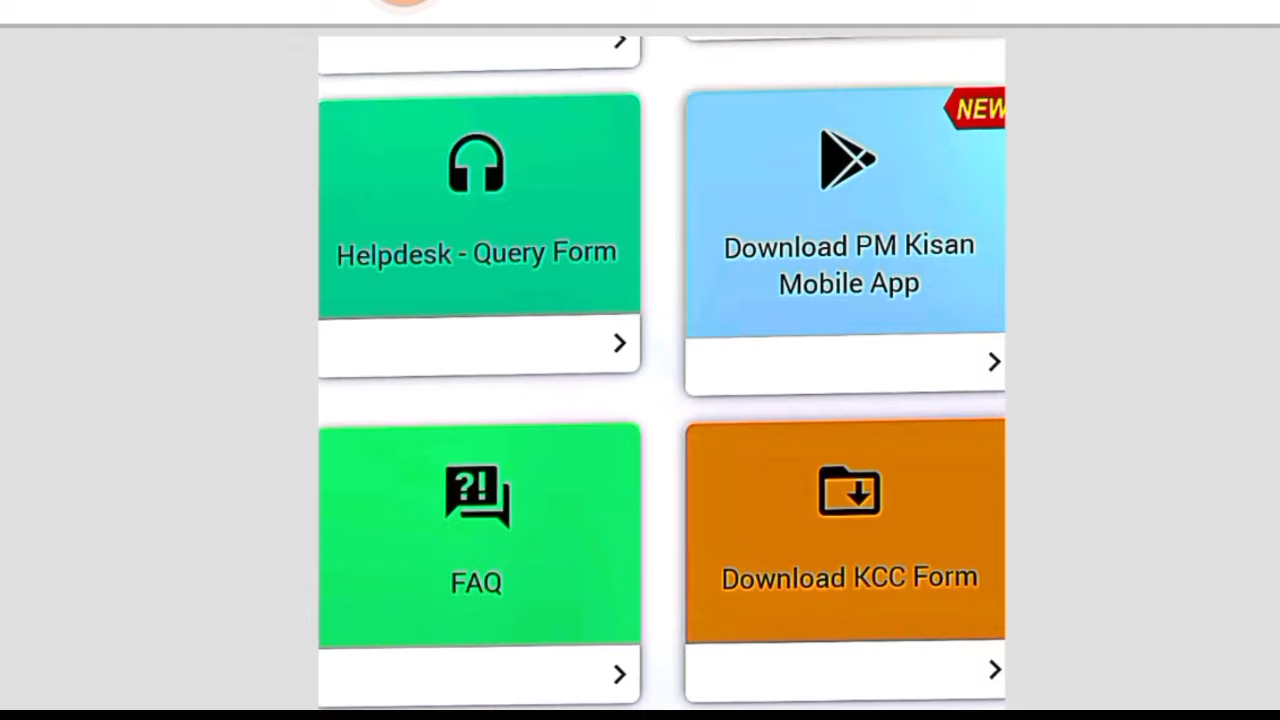 NEW
Helpdesk - Query Form
Download PM Kisan
Mobile App
?!
FAQ
Download KCC Form